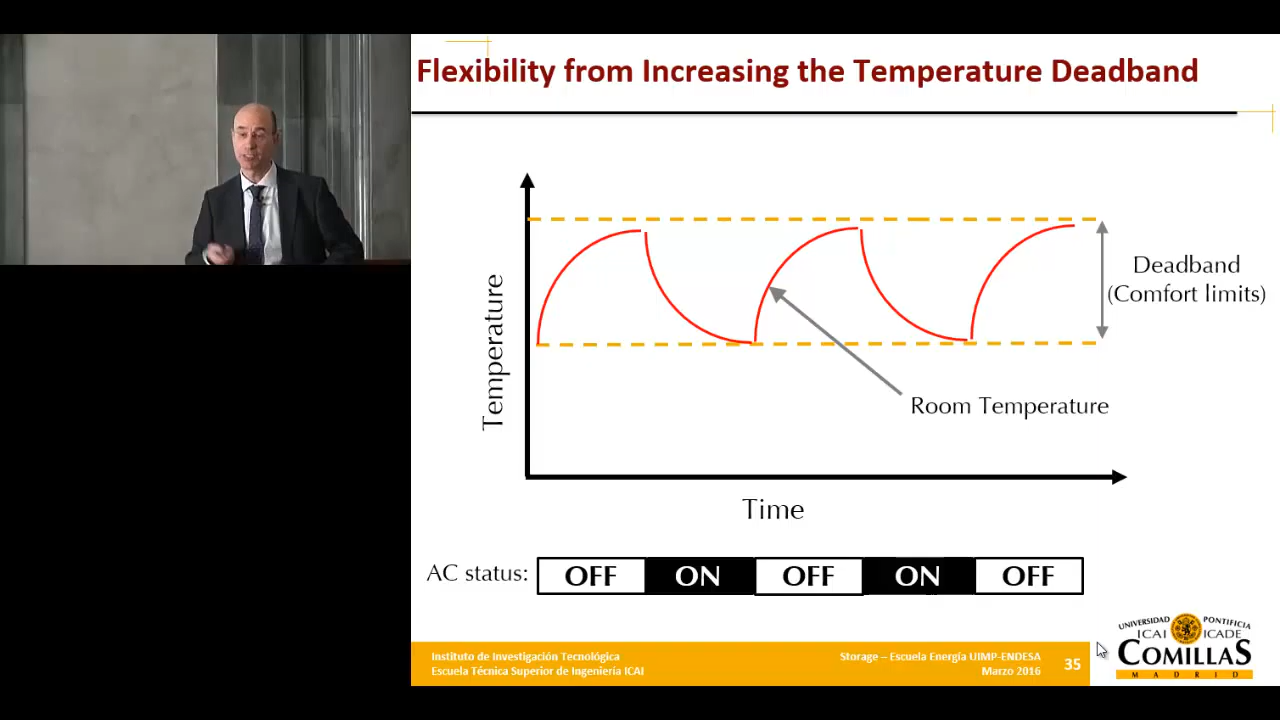 Flexibility from Increasing the Temperature Deadband
Temperature
Deadband
(Comfort limits)
Room Temperature
Time
AC status: OFF ON OFF ON OFF
Instituto de Investigación Tecnológica
Escuela Técnica Superior de Ingeniería ICAI
Storage – Escuela Energía UIMP-ENDESA
Marzo 2016
35
UNIVERSIDAD PONTIFICIA
ICAI ICADE
COMILLAS
MADRID